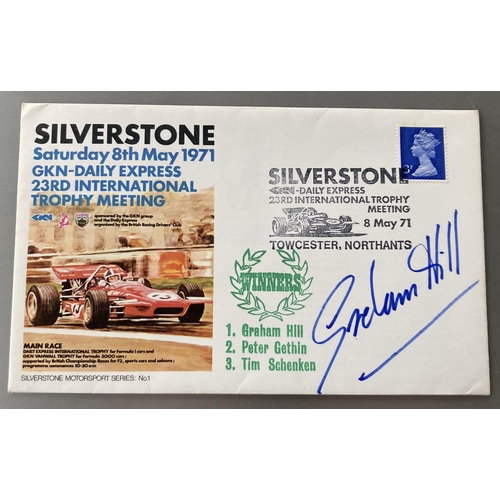 SILVERSTONE
Saturday 8th May 1971
GKN-DAILY EXPRESS
23RD INTERNATIONAL
TROPHY MEETING
GKN
sponsored by the GKN group
and the Daily Express
organised by the British Racing Drivers' Club
MAIN RACE
DAILY EXPRESS INTERNATIONAL TROPHY for Formula 1 cars and
GKN VANWALL TROPHY for Formula 5000 cars;
supported by British Championship Races for F3, sports cars and saloons;
programme commences 10-30 am
SILVERSTONE MOTORSPORT SERIES: No.1
SILVERSTONE
GKN-DAILY EXPRESS
23RD INTERNATIONAL TROPHY
MEETING
8 May 71
TOWCESTER, NORTHANTS
WINNERS
1. Graham Hill
2. Peter Gethin
3. Tim Schenken
Graham Hill